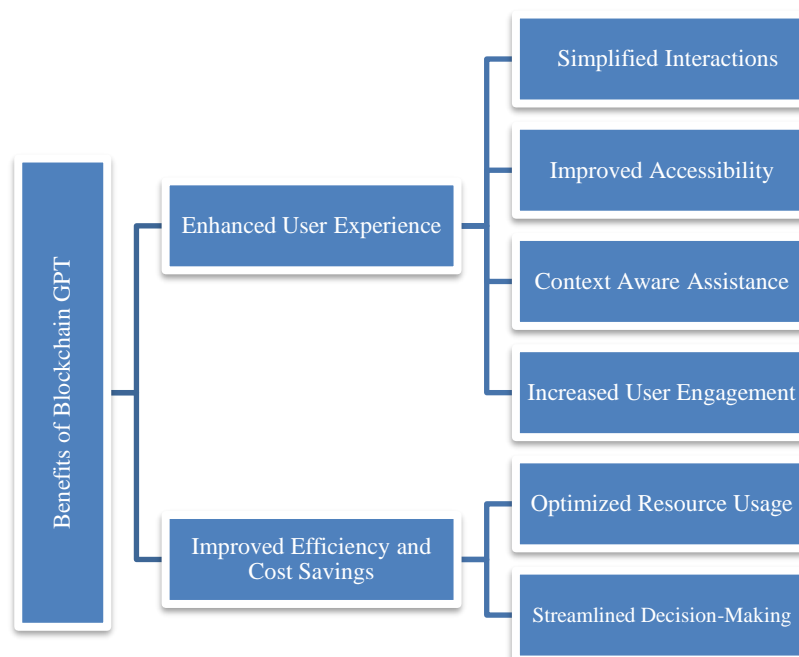 Benefits of Blockchain GPT
Enhanced User Experience
Simplified Interactions
Improved Accessibility
Context Aware Assistance
Increased User Engagement
Improved Efficiency and
Cost Savings
Optimized Resource Usage
Streamlined Decision-Making